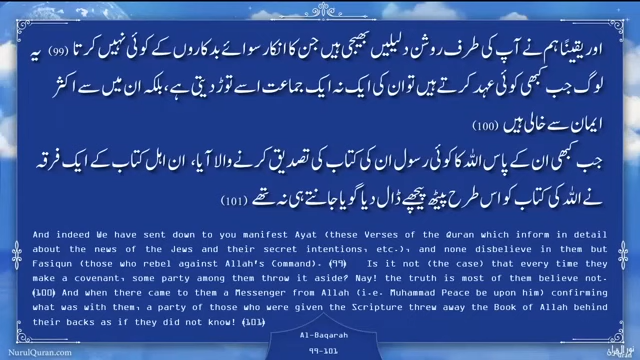 اور یقیناً ہم نے آپ کی طرف روشن دلیلیں بھیجی ہیں جن کا انکار سوائے بدکاروں کے کوئی نہیں کرتا (99) یہ
لوگ جب کبھی کوئی عہد کرتے ہیں تو ان کی ایک نہ ایک جماعت اسے توڑ دیتی ہے، بلکہ ان میں سے اکثر
ایمان سے خالی ہیں (100)
جب کبھی ان کے پاس اللہ کا کوئی رسول ان کی کتاب کی تصدیق کرنے والا آیا، ان اہل کتاب کے ایک فرقہ
نے اللہ کی کتاب کو اس طرح پیٹھ پیچھے ڈال دیا گویا جانتے ہی نہ تھے (101)
And indeed We have sent down to you manifest Ayat (these Verses of the Quran which inform in detail
about the news of the Jews and their secret intentions, etc.), and none disbelieve in them but
Fasiqun (those who rebel against Allah's Command). (99) Is it not (the case) that every time they
make a covenant, some party among them throw it aside? Nay! the truth is most of them believe not.
(100) And when there came to them a Messenger from Allah (i.e. Muhammad Peace be upon him) confirming
what was with them, a party of those who were given the Scripture threw away the Book of Allah behind
their backs as if they did not know! (101)
Al-Baqarah
99-101
NurulQuran.com